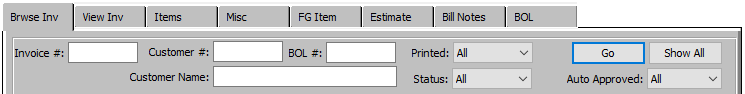 Brwse Inv View Inv Items Misc FG Item Estimate Bill Notes BOL
Invoice #: Customer #: BOL #: Printed: All Go Show All
Customer Name: Status: All Auto Approved: All